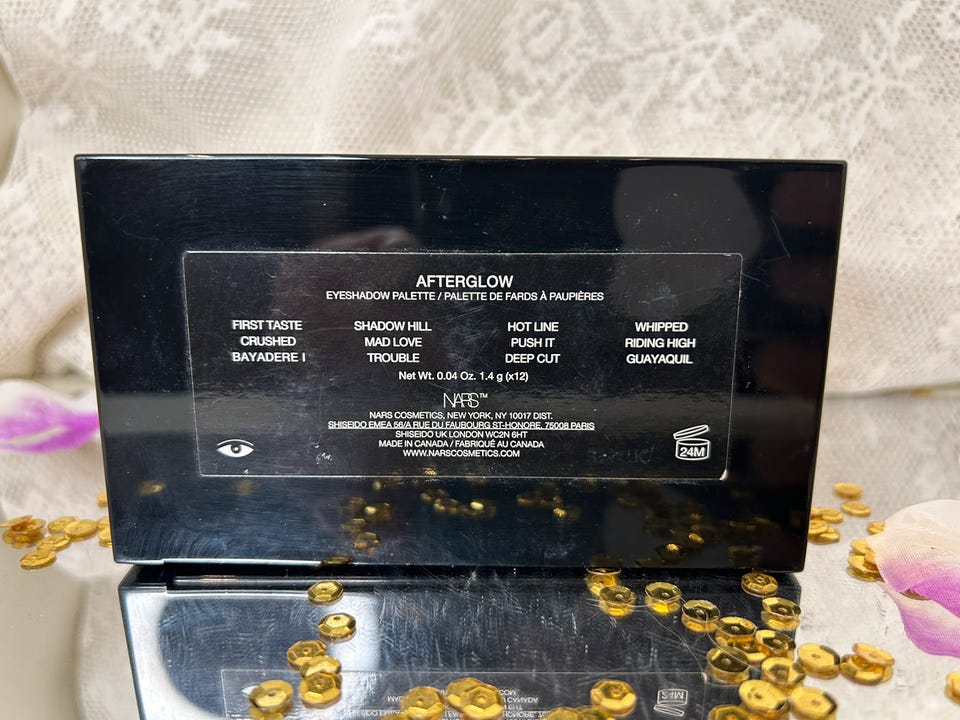 AFTERGLOW
EYESHADOW PALETTE / PALETTE DE FARDS À PAUPIÈRES
FIRST TASTE SHADOW HILL HOT LINE WHIPPED
CRUSHED MAD LOVE PUSH IT RIDING HIGH
BAYADERE I TROUBLE DEEP CUT GUAYAQUIL
Net Wt. 0.04 Oz. 1.4 g (x12)
NARS™
NARS COSMETICS, NEW YORK, NY 10017 DIST.
SHISEIDO EMEA 56/A RUE DU FAUBOURG ST-HONORE, 75008 PARIS
SHISEIDO UK LONDON WC2N 6HT
MADE IN CANADA / FABRIQUÉ AU CANADA
WWW.NARSCOSMETICS.COM
24M